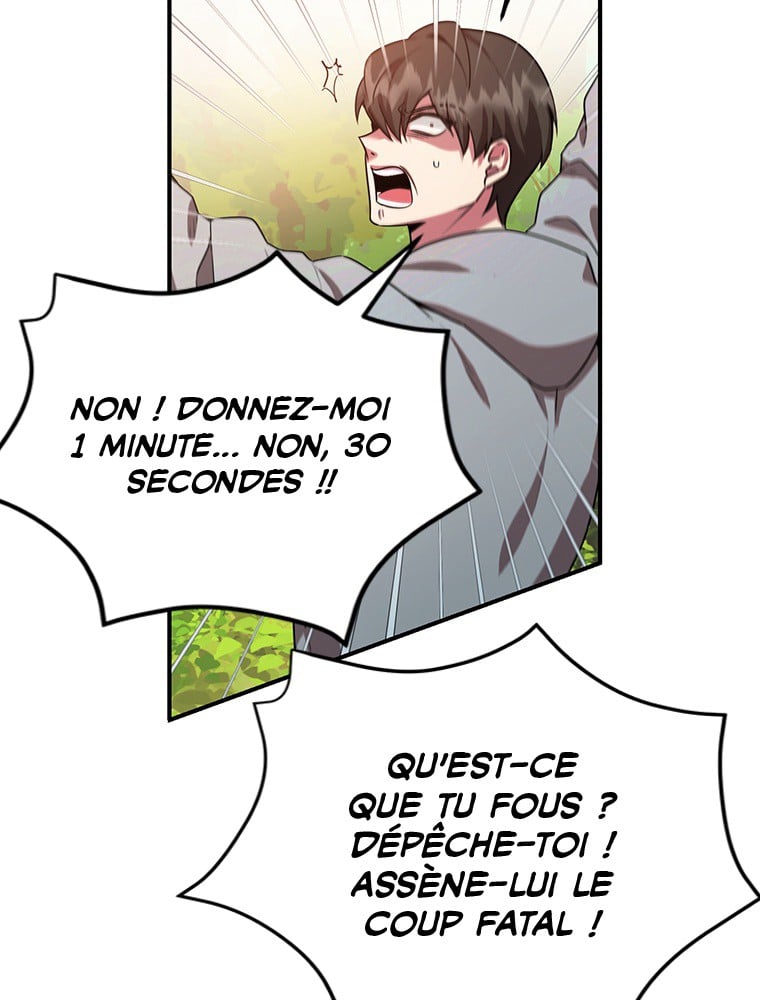 NON ! DONNEZ-MOI
1 MINUTE... NON, 30
SECONDES !!
QU'EST-CE
QUE TU FOUS ?
DÉPÊCHE-TOI !
ASSÈNE-LUI LE
COUP FATAL !